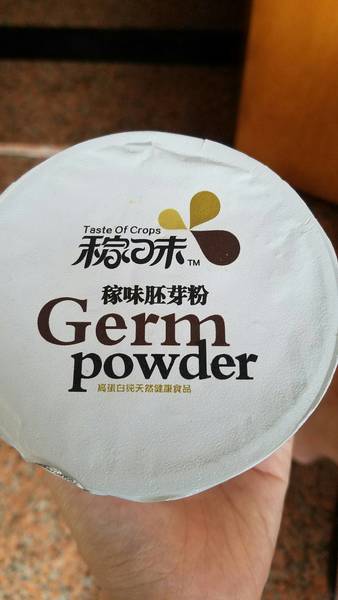 Taste Of Crops
稼味 TM
稼味胚芽粉
Germ
powder
高蛋白纯天然健康食品